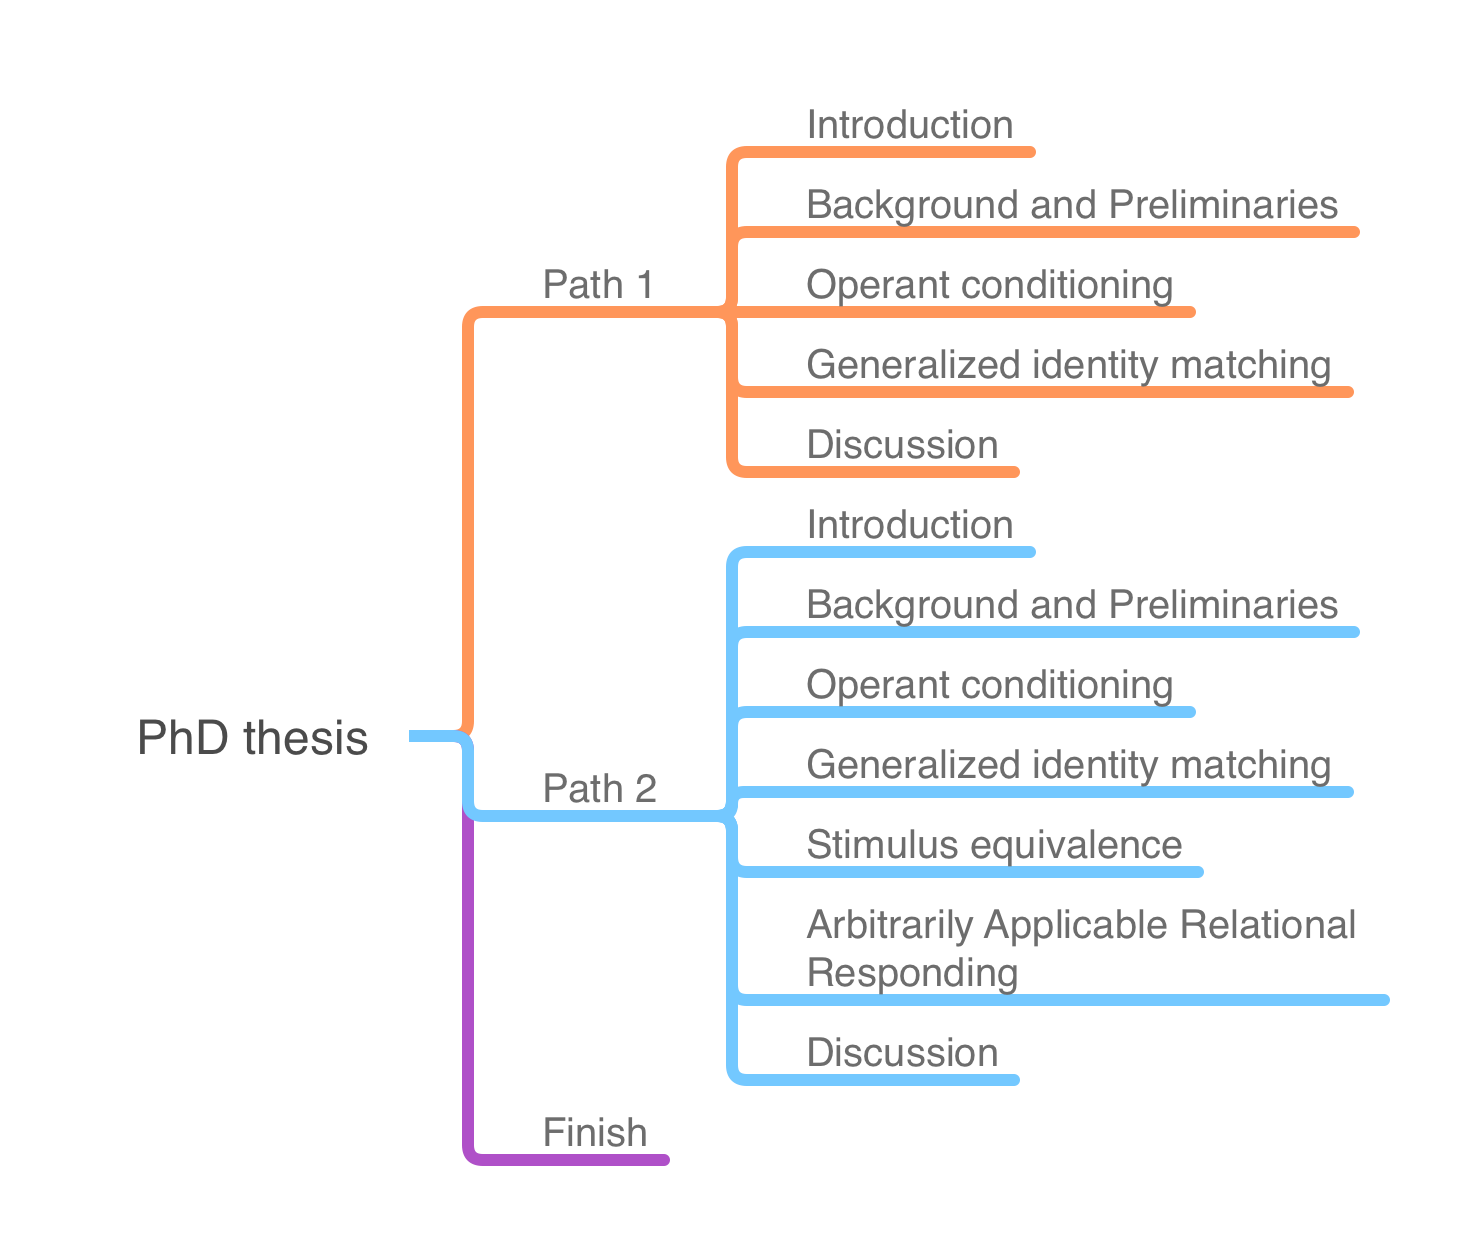 Introduction
Background and Preliminaries
Path 1
Operant conditioning
Generalized identity matching
Discussion
Introduction
Background and Preliminaries
Operant conditioning
PhD thesis
Generalized identity matching
Path 2
Stimulus equivalence
Arbitrarily Applicable Relational
Responding
Discussion
Finish